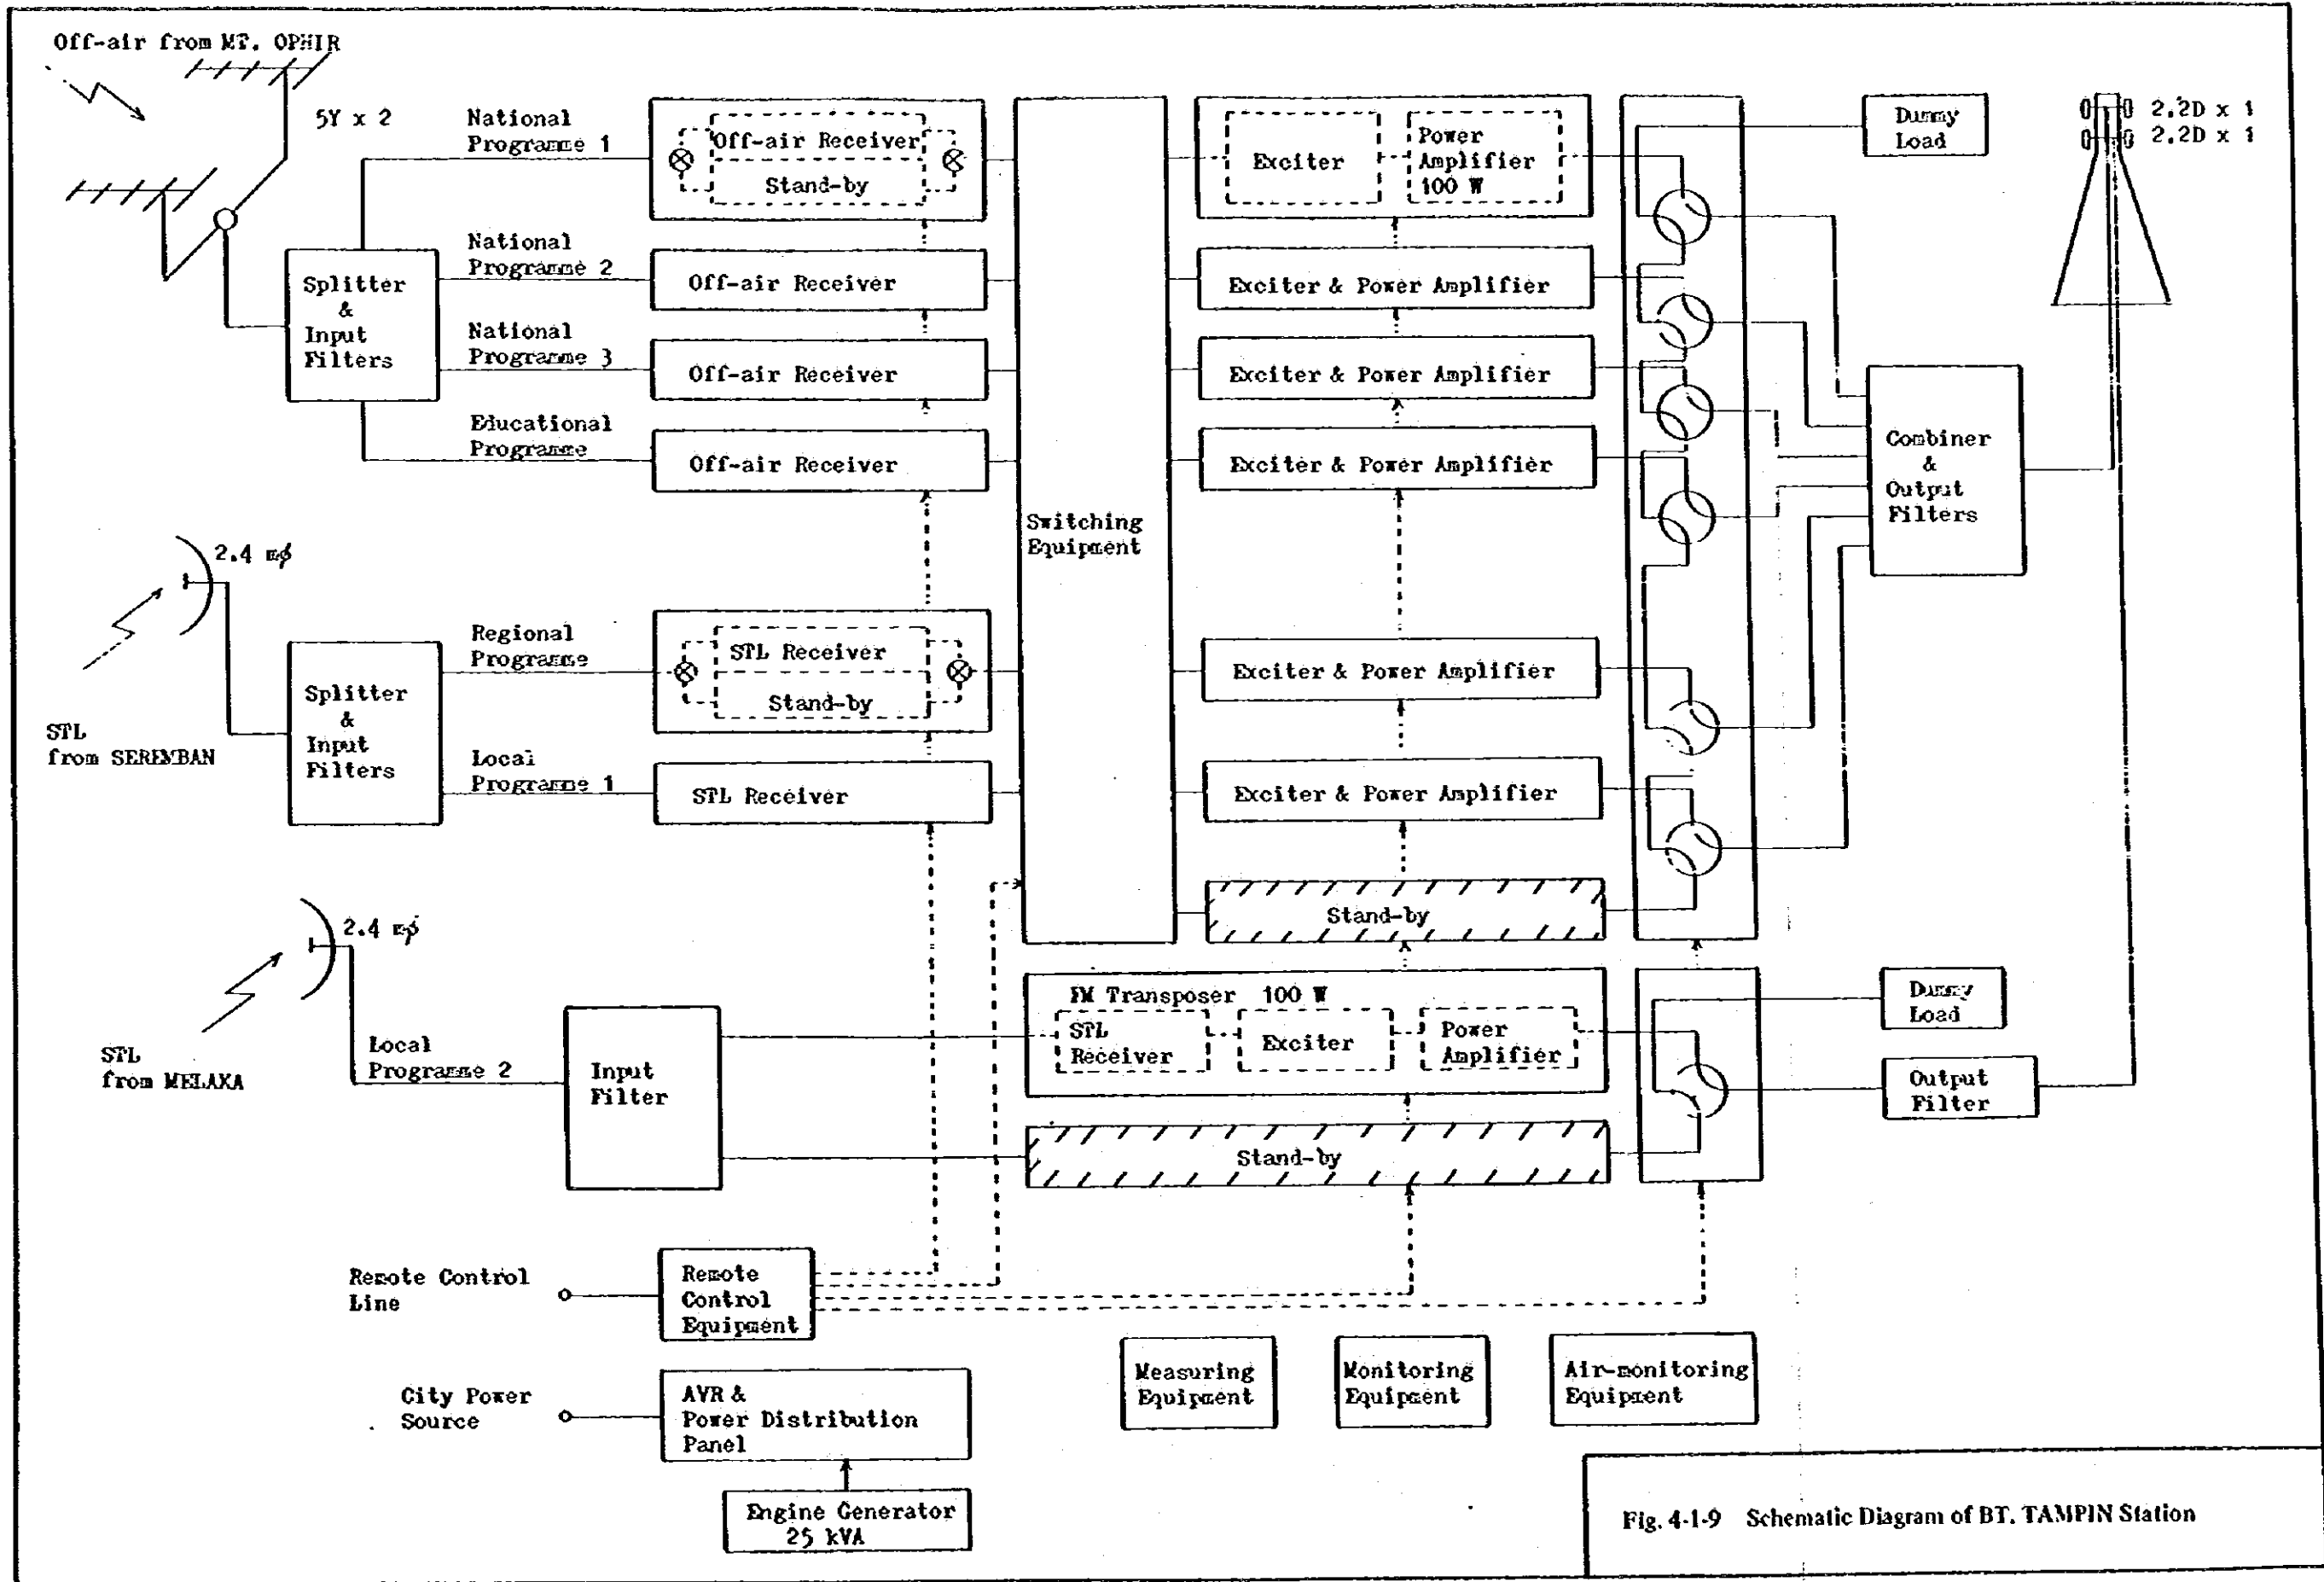 Off-air from MT. OPHIR
5Y x 2
National
Programme 1
Off-air Receiver
Stand-by
Exciter
Power
Amplifier
100 W
Dummy
Load
2.2D x 1
2.2D x 1
Splitter
&
Input
Filters
National
Programme 2
Off-air Receiver
Exciter & Power Amplifier
National
Programme 3
Off-air Receiver
Exciter & Power Amplifier
Educational
Programme
Off-air Receiver
Exciter & Power Amplifier
Combiner
&
Output
Filters
Switching
Equipment
2.4 mφ
STL
from SEREMBAN
Splitter
&
Input
Filters
Regional
Programme
STL Receiver
Stand-by
Exciter & Power Amplifier
Local
Programme 1
STL Receiver
Exciter & Power Amplifier
Stand-by
2.4 mφ
STL
from MELAKA
Local
Programme 2
Input
Filter
FM Transposer 100 W
STL
Receiver
Exciter
Power
Amplifier
Dummy
Load
Output
Filter
Stand-by
Remote Control
Line
Remote
Control
Equipment
City Power
Source
AVR &
Power Distribution
Panel
Engine Generator
25 kVA
Measuring
Equipment
Monitoring
Equipment
Air-monitoring
Equipment
Fig. 4-1-9 Schematic Diagram of BT. TAMPIN Station